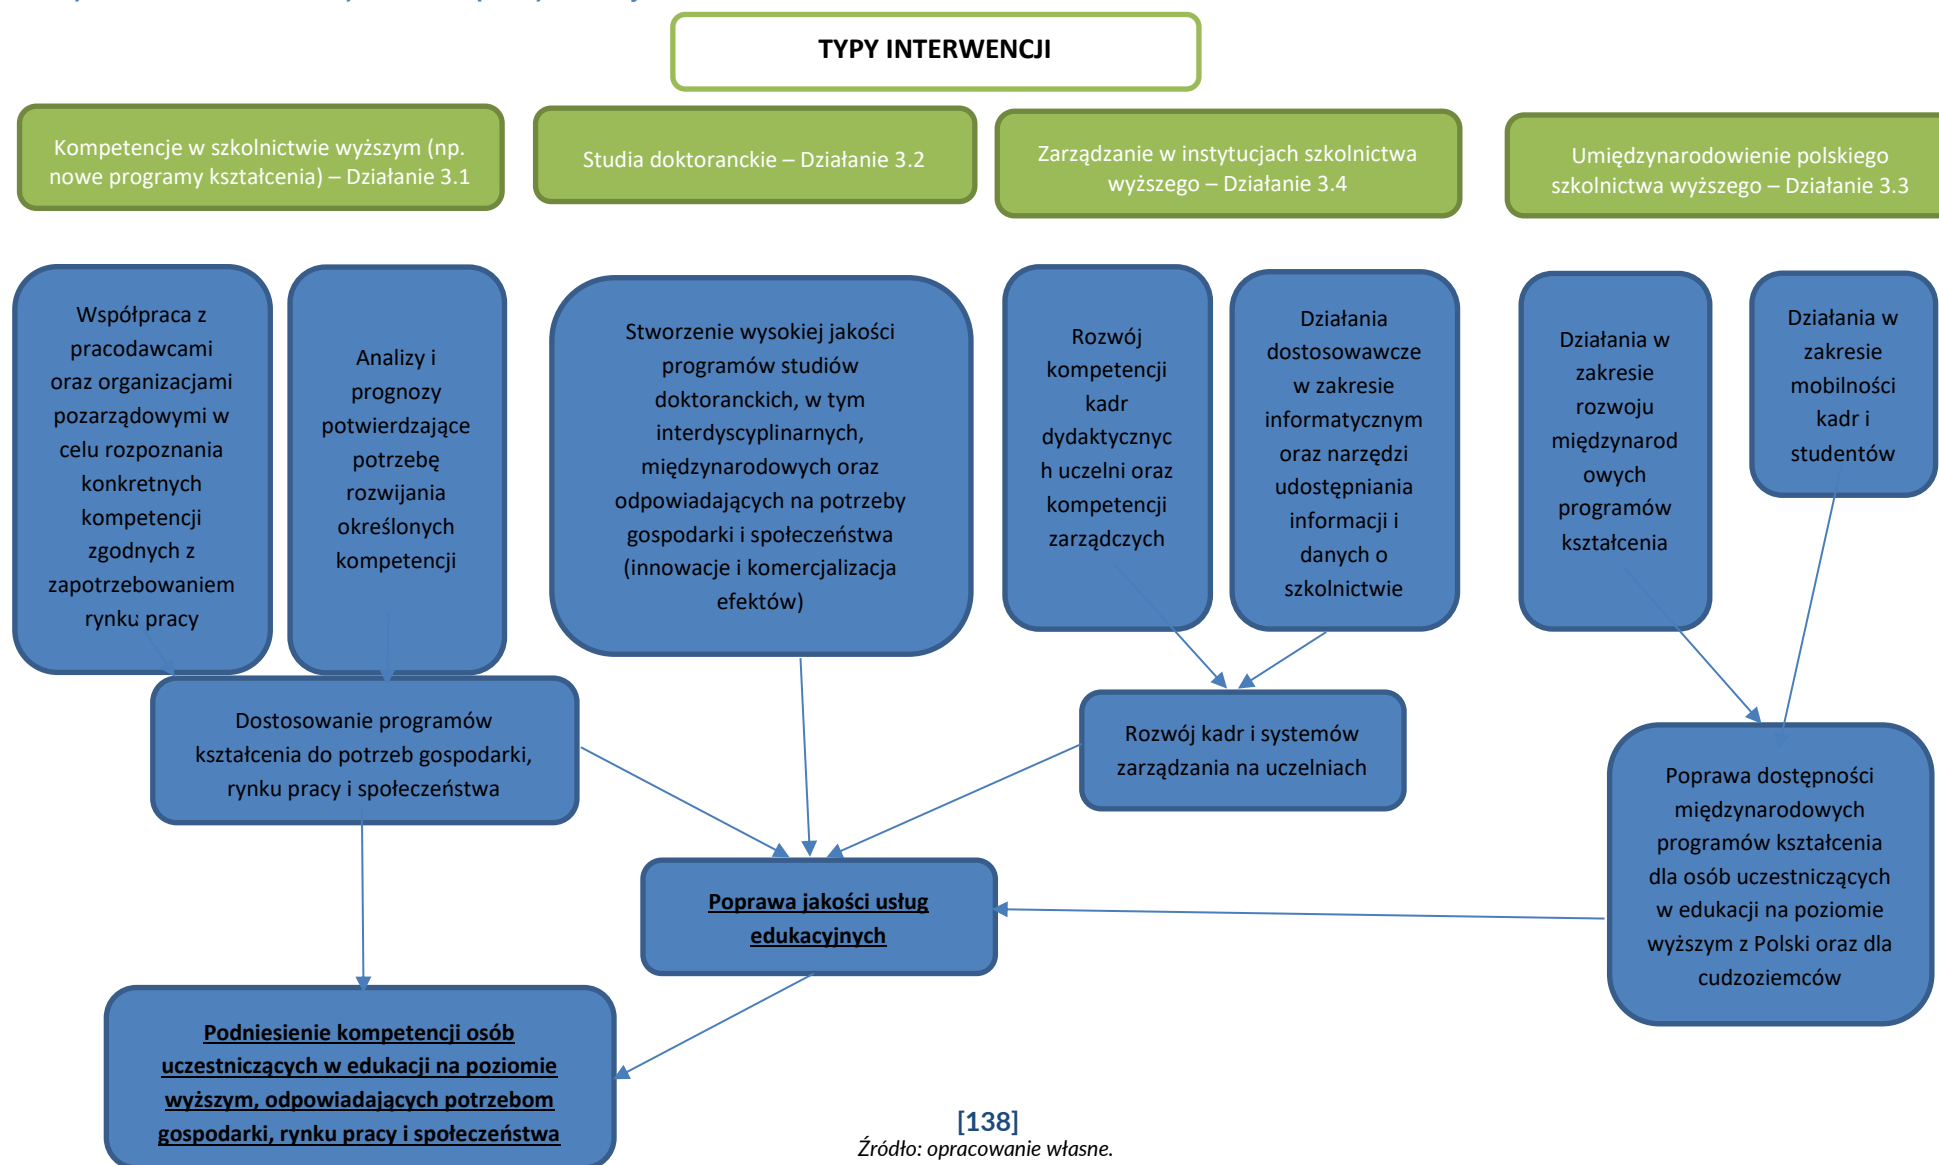 TYPY INTERWENCJI
Kompetencje w szkolnictwie wyższym (np.
nowe programy kształcenia) – Działanie 3.1
Studia doktoranckie – Działanie 3.2
Zarządzanie w instytucjach szkolnictwa
wyższego – Działanie 3.4
Umiędzynarodowienie polskiego
szkolnictwa wyższego – Działanie 3.3
Współpraca z
pracodawcami
oraz organizacjami
pozarządowymi w
celu rozpoznania
konkretnych
kompetencji
zgodnych z
zapotrzebowaniem
rynku pracy
Analizy i
prognozy
potwierdzające
potrzebę
rozwijania
określonych
kompetencji
Stworzenie wysokiej jakości
programów studiów
doktoranckich, w tym
interdyscyplinarnych,
międzynarodowych oraz
odpowiadających na potrzeby
gospodarki i społeczeństwa
(innowacje i komercjalizacja
efektów)
Rozwój
kompetencji
kadr
dydaktycznyc
h uczelni oraz
kompetencji
zarządczych
Działania
dostosowawcze
w zakresie
informatycznym
oraz narzędzi
udostępniania
informacji i
danych o
szkolnictwie
Działania w
zakresie
rozwoju
międzynarod
owych
programów
kształcenia
Działania w
zakresie
mobilności
kadr i
studentów
Dostosowanie programów
kształcenia do potrzeb gospodarki,
rynku pracy i społeczeństwa
Rozwój kadr i systemów
zarządzania na uczelniach
Poprawa dostępności
międzynarodowych
programów kształcenia
dla osób uczestniczących
w edukacji na poziomie
wyższym z Polski oraz dla
cudzoziemców
Poprawa jakości usług
edukacyjnych
Podniesienie kompetencji osób
uczestniczących w edukacji na poziomie
wyższym, odpowiadających potrzebom
gospodarki, rynku pracy i społeczeństwa
[138]
Źródło: opracowanie własne.